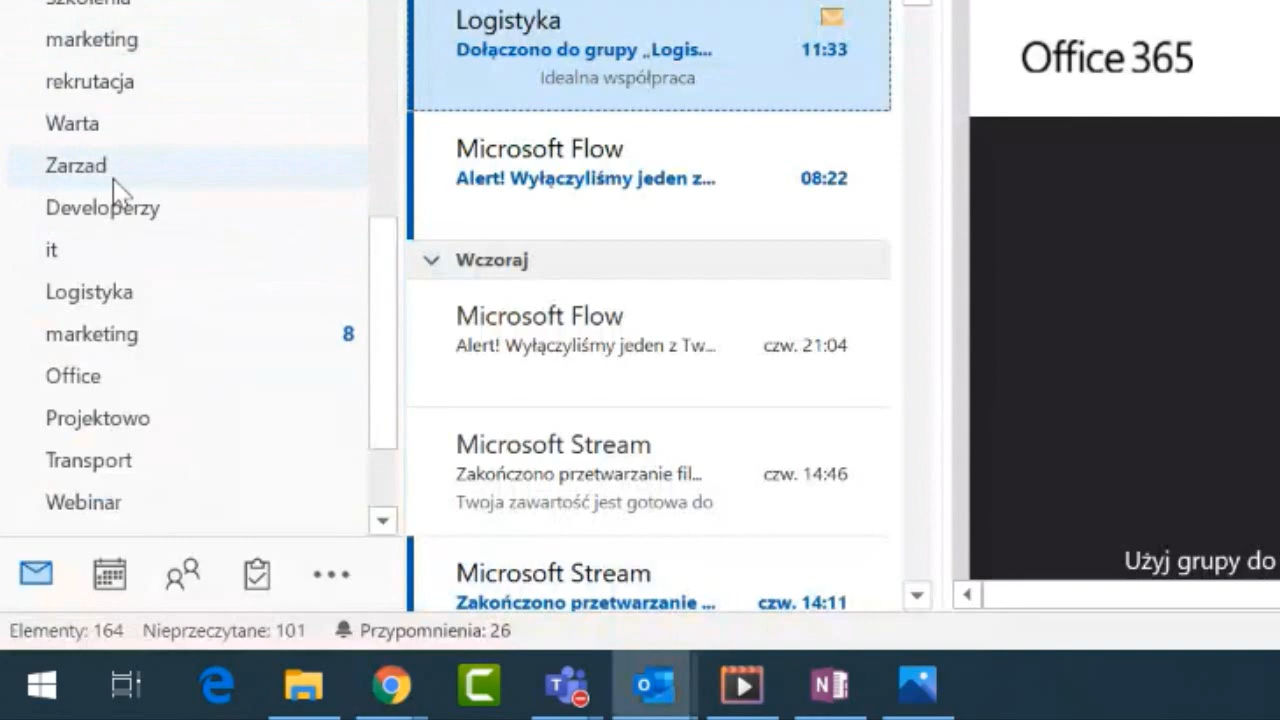 Szkolenia
marketing
rekrutacja
Warta
Zarzad
Developerzy
it
Logistyka
marketing 8
Office
Projektowo
Transport
Webinar
Logistyka
Dołączono do grupy „Logis... 11:33
Idealna współpraca
Microsoft Flow
Alert! Wyłączyliśmy jeden z... 08:22
Wczoraj
Microsoft Flow
Alert! Wyłączyliśmy jeden z Tw... czw. 21:04
Microsoft Stream
Zakończono przetwarzanie fil... czw. 14:46
Twoja zawartość jest gotowa do
Microsoft Stream
Zakończono przetwarzanie ... czw. 14:11
Office 365
Użyj grupy do
Elementy: 164 Nieprzeczytane: 101 Przypomnienia: 26